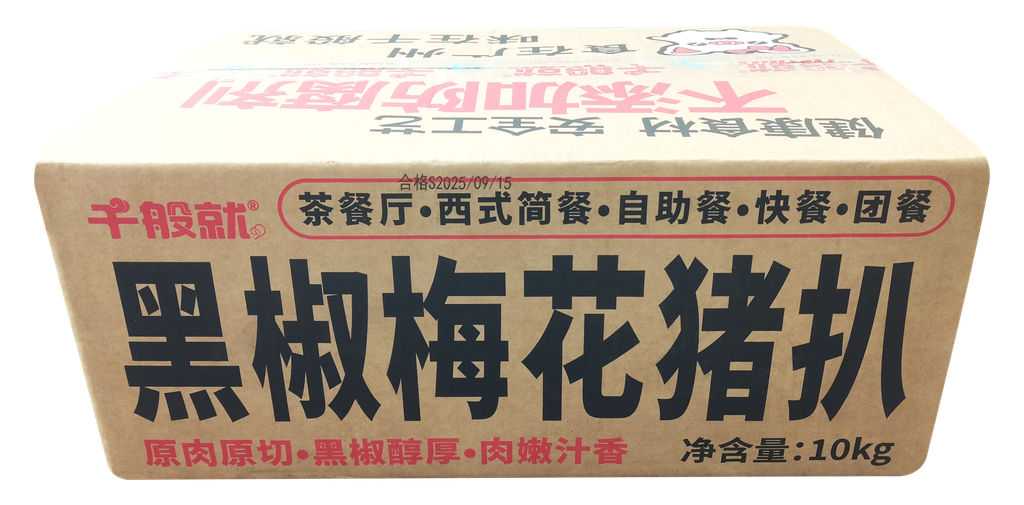 味在千般就
食在广州
不添加防腐剂
健康食材 安全工艺
合格S2025/09/15
千般就®
茶餐厅•西式简餐•自助餐•快餐•团餐
黑椒梅花猪扒
原肉原切•黑椒醇厚•肉嫩汁香
净含量:10kg